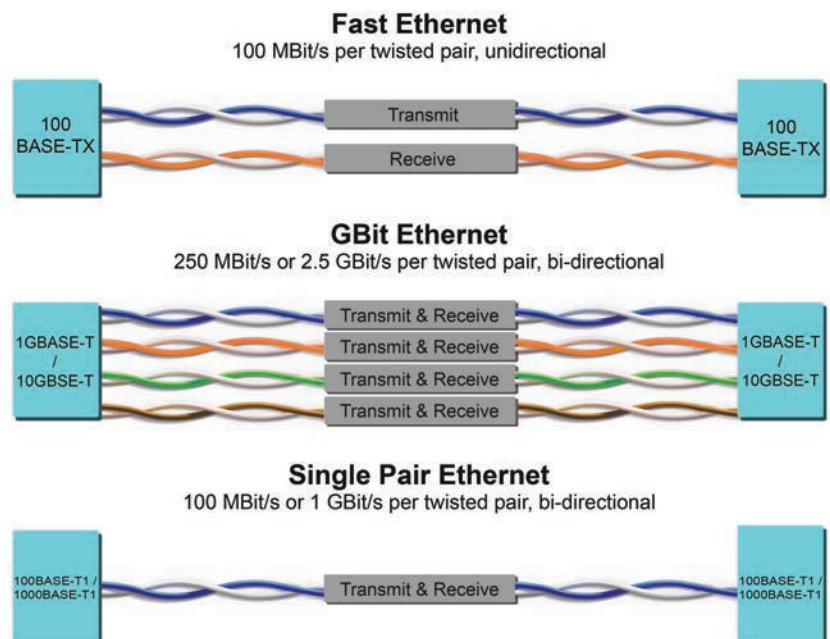 Fast Ethernet
100 MBit/s per twisted pair, unidirectional
100
BASE-TX
Transmit
Receive
100
BASE-TX
GBit Ethernet
250 MBit/s or 2.5 GBit/s per twisted pair, bi-directional
1GBASE-T
/
10GBSE-T
Transmit & Receive
Transmit & Receive
Transmit & Receive
Transmit & Receive
1GBASE-T
/
10GBSE-T
Single Pair Ethernet
100 MBit/s or 1 GBit/s per twisted pair, bi-directional
100BASE-T1 /
1000BASE-T1
Transmit & Receive
100BASE-T1 /
1000BASE-T1